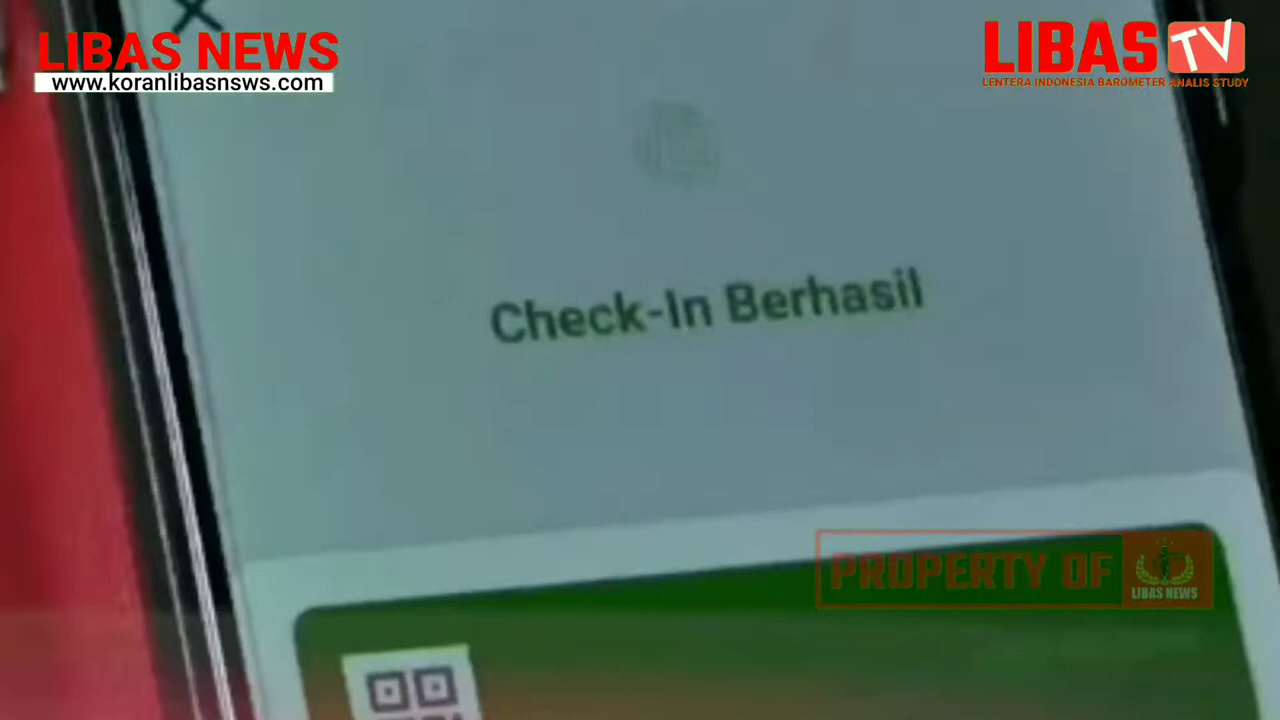 LIBAS NEWS
www.koranlibasnsws.com
LIBAS TV
LENTERA INDONESIA BAROMETER ANALIS STUDY
Check-In Berhasil
PROPERTY OF
LIBAS NEWS